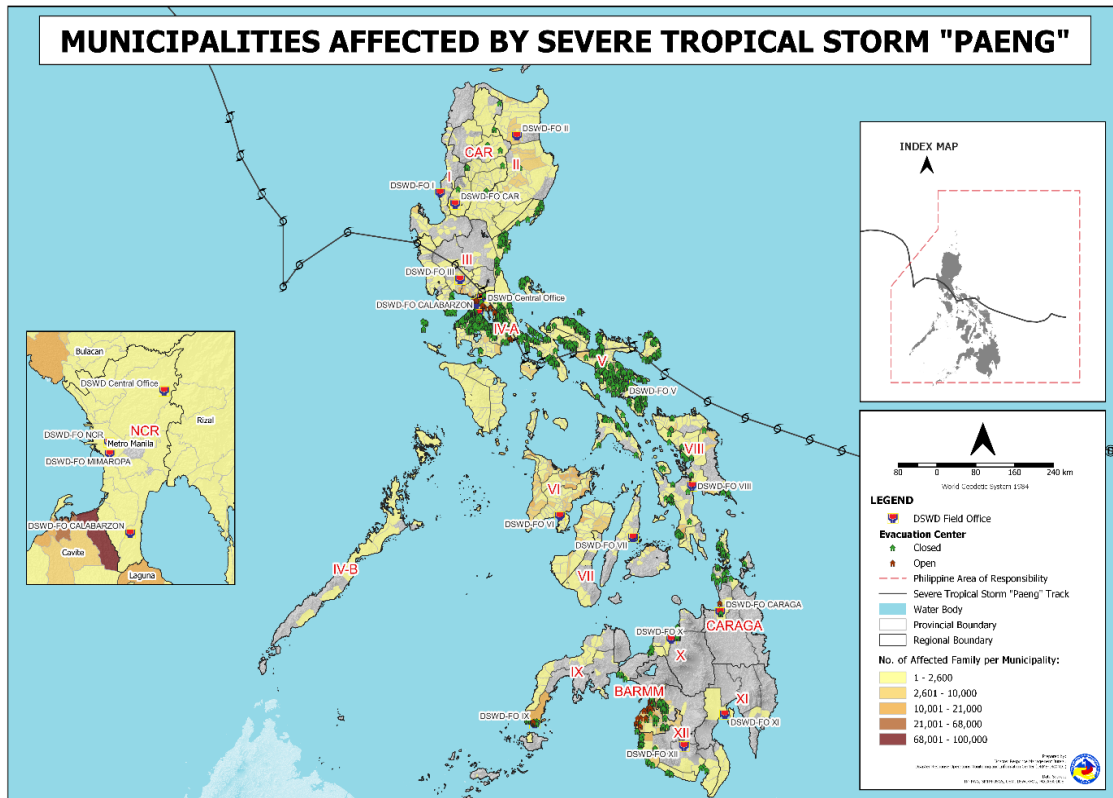 MUNICIPALITIES AFFECTED BY SEVERE TROPICAL STORM "PAENG"
DSWD-FO II
CAR
II
I
DSWD-FO I
DSWD-FO CAR
III
DSWD-FO III
DSWD Central Office
DSWD-FO CALABARZON
IV-A
V
DSWD-FO V
VIII
DSWD-FO VIII
VI
DSWD-FO VI
DSWD-FO VII
VII
IV-B
DSWD-FO CARAGA
CARAGA
DSWD-FO X
X
IX
BARMM
XI
DSWD-FO IX
DSWD-FO XI
XII
DSWD-FO XII
Bulacan
DSWD Central Office
NCR
Rizal
DSWD-FO NCR
Metro Manila
DSWD-FO MIMAROPA
DSWD-FO CALABARZON
Cavite
Laguna
INDEX MAP
80 0 80 160 240 km
World Geodetic System 1984
LEGEND
DSWD Field Office
Evacuation Center
Closed
Open
Philippine Area of Responsibility
Severe Tropical Storm "Paeng" Track
Water Body
Provincial Boundary
Regional Boundary
No. of Affected Family per Municipality:
1 - 2,600
2,601 - 10,000
10,001 - 21,000
21,001 - 68,000
68,001 - 100,000
Prepared by: